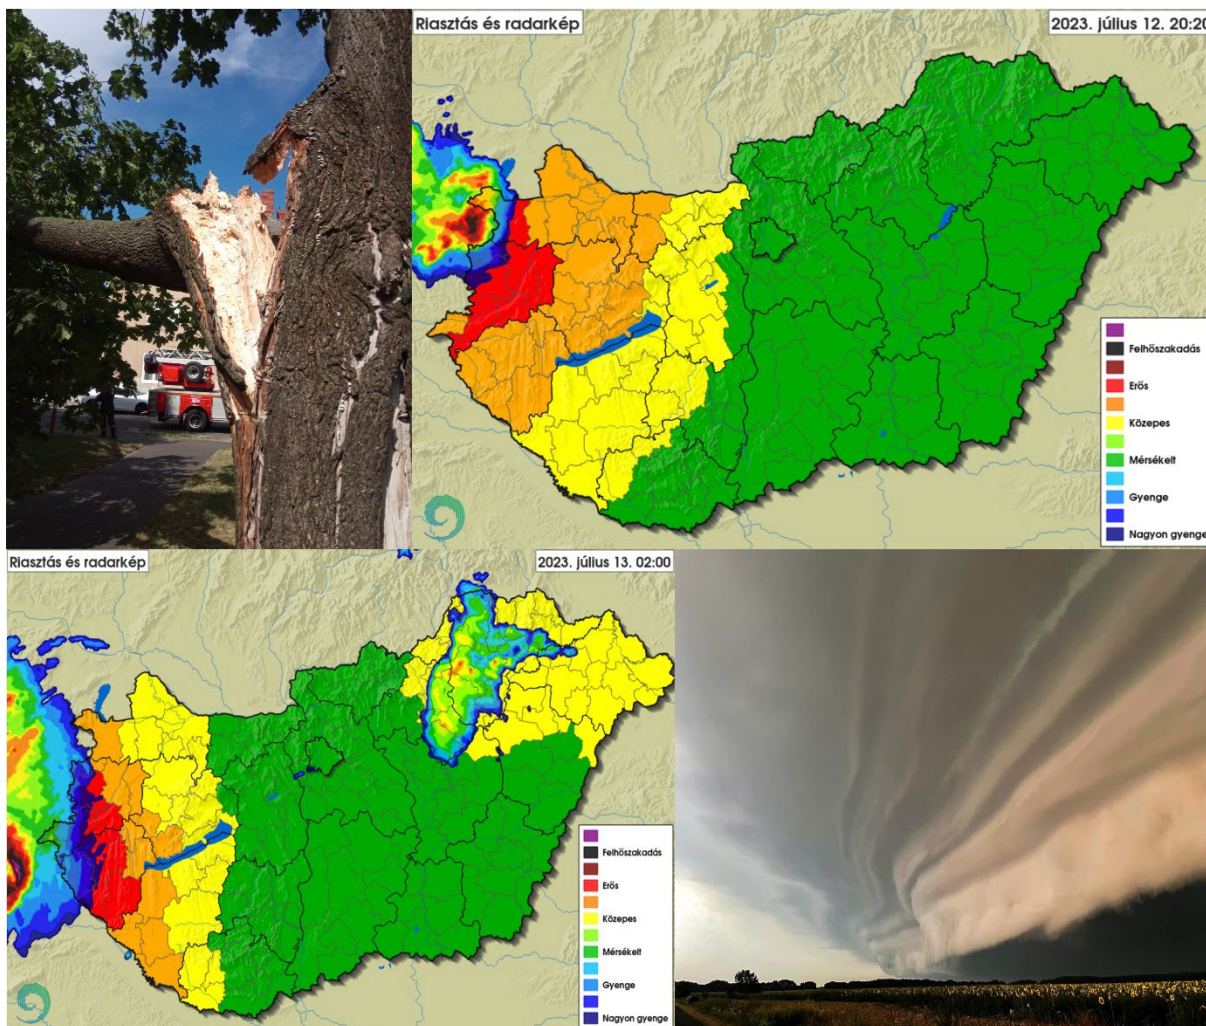 Riasztás és radarkép
2023. július 12. 20:20
Felhőszakadás
Erős
Közepes
Mérsékelt
Gyenge
Nagyon gyenge
Riasztás és radarkép
2023. július 13. 02:00
Felhőszakadás
Erős
Közepes
Mérsékelt
Gyenge
Nagyon gyenge